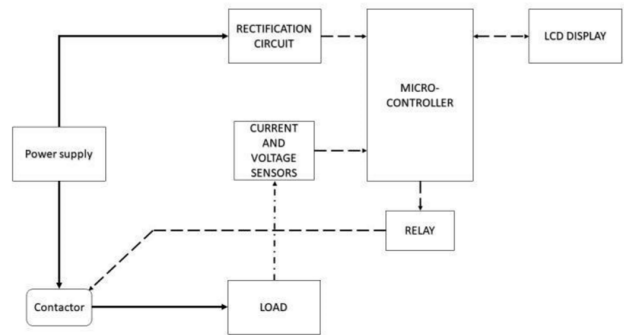 RECTIFICATION
CIRCUIT
LCD DISPLAY
MICRO-
CONTROLLER
CURRENT
AND
VOLTAGE
SENSORS
Power supply
RELAY
Contactor
LOAD